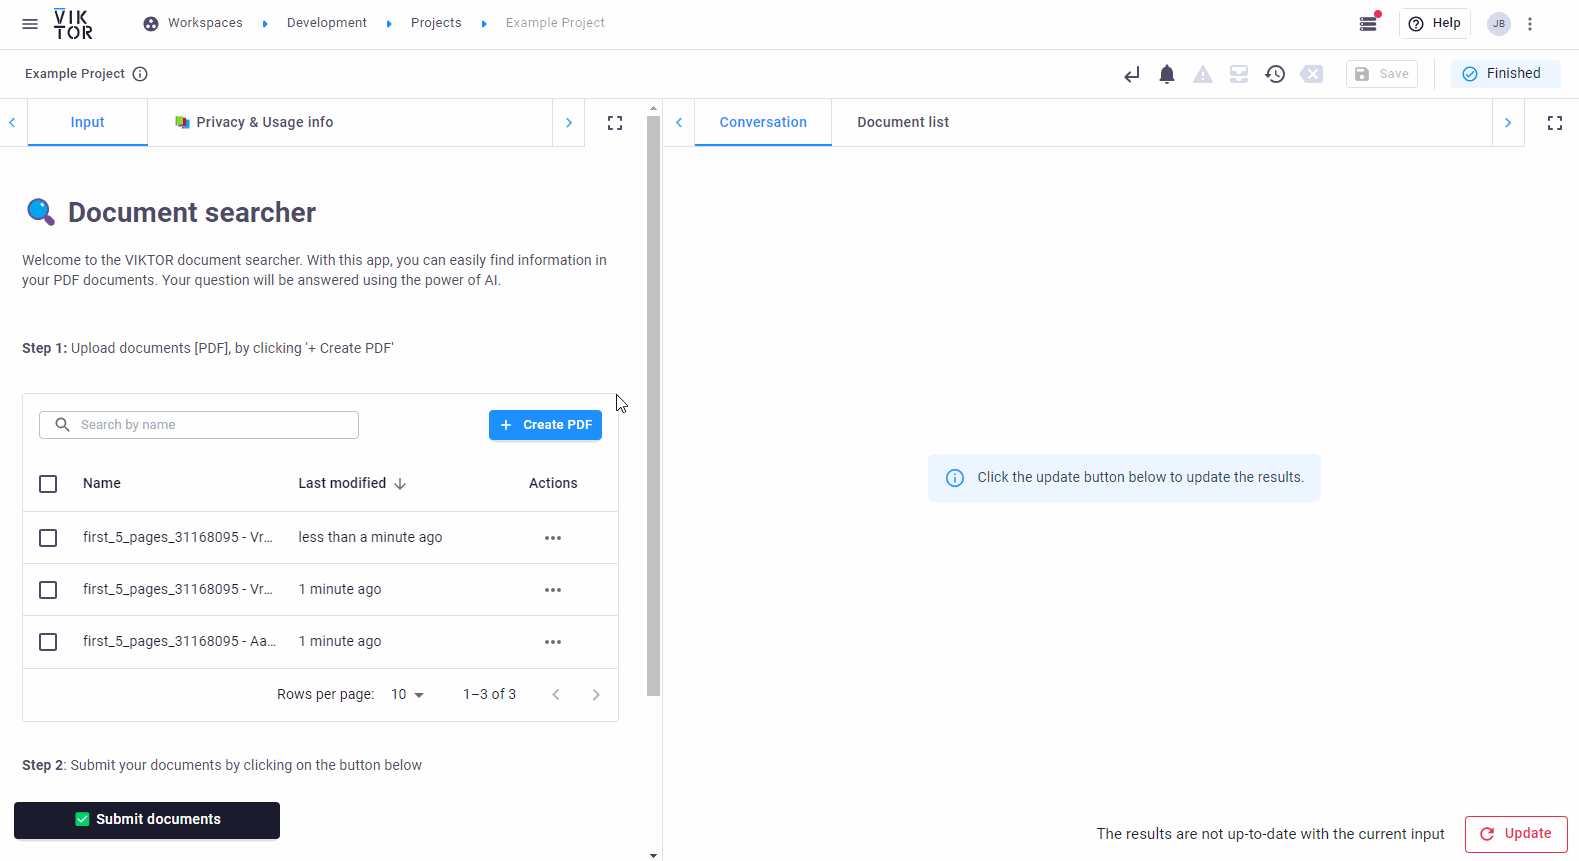 VIKTOR
Workspaces Development Projects Example Project
Help JB
Example Project
Save Finished
Input Privacy & Usage info
Conversation Document list
Document searcher
Welcome to the VIKTOR document searcher. With this app, you can easily find information in
your PDF documents. Your question will be answered using the power of AI.
Step 1: Upload documents [PDF], by clicking '+ Create PDF'
Search by name + Create PDF
Name Last modified Actions
first_5_pages_31168095 - Vr... less than a minute ago
first_5_pages_31168095 - Vr... 1 minute ago
first_5_pages_31168095 - Aa... 1 minute ago
Rows per page: 10 1–3 of 3
Step 2: Submit your documents by clicking on the button below
Submit documents
Click the update button below to update the results.
The results are not up-to-date with the current input Update